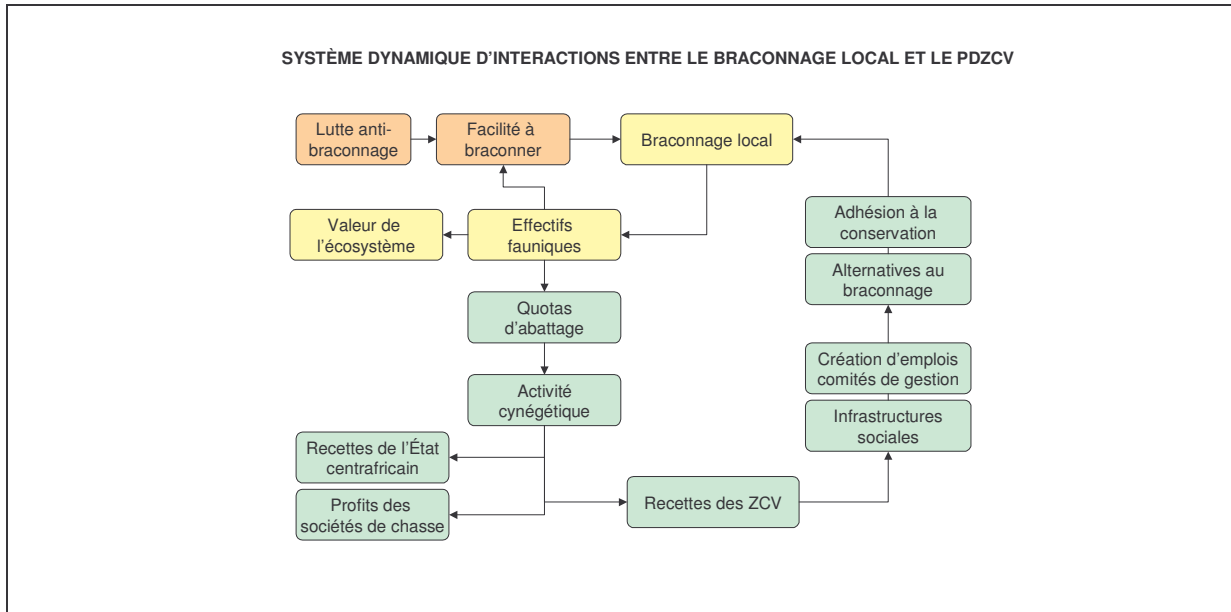 SYSTÈME DYNAMIQUE D'INTERACTIONS ENTRE LE BRACONNAGE LOCAL ET LE PDZCV
Lutte anti-
braconnage
Facilité à
braconner
Braconnage local
Valeur de
l'écosystème
Effectifs
fauniques
Adhésion à la
conservation
Alternatives au
braconnage
Quotas
d'abattage
Création d'emplois
comités de gestion
Activité
cynégétique
Infrastructures
sociales
Recettes de l'État
centrafricain
Profits des
sociétés de chasse
Recettes des ZCV